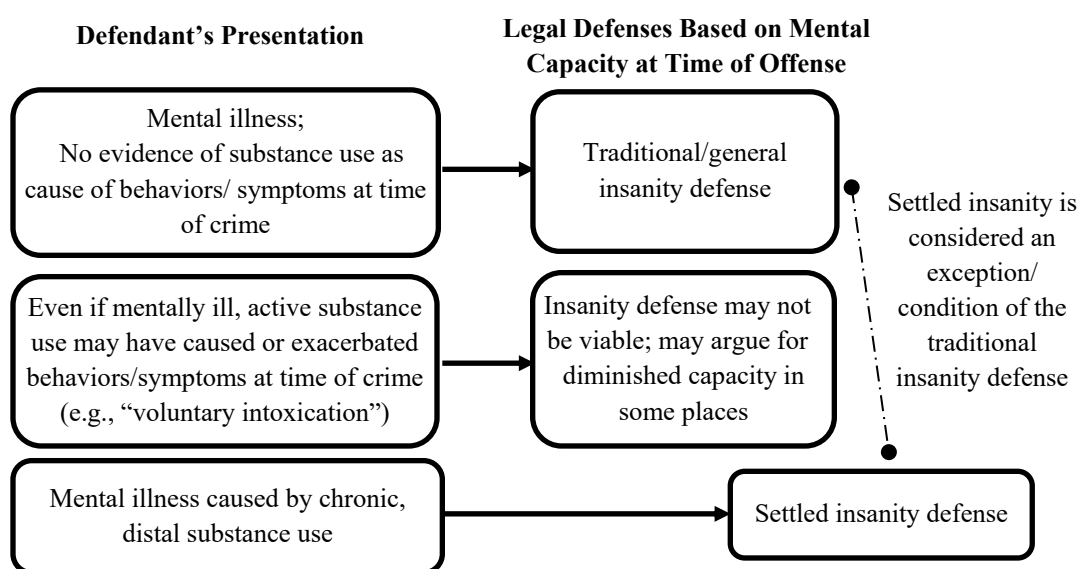 Defendant’s Presentation
Legal Defenses Based on Mental
Capacity at Time of Offense
Mental illness;
No evidence of substance use as
cause of behaviors/ symptoms at time
of crime
Traditional/general
insanity defense
Settled insanity is
considered an
exception/
condition of the
traditional
insanity defense
Even if mentally ill, active substance
use may have caused or exacerbated
behaviors/symptoms at time of crime
(e.g., “voluntary intoxication”)
Insanity defense may not
be viable; may argue for
diminished capacity in
some places
Mental illness caused by chronic,
distal substance use
Settled insanity defense